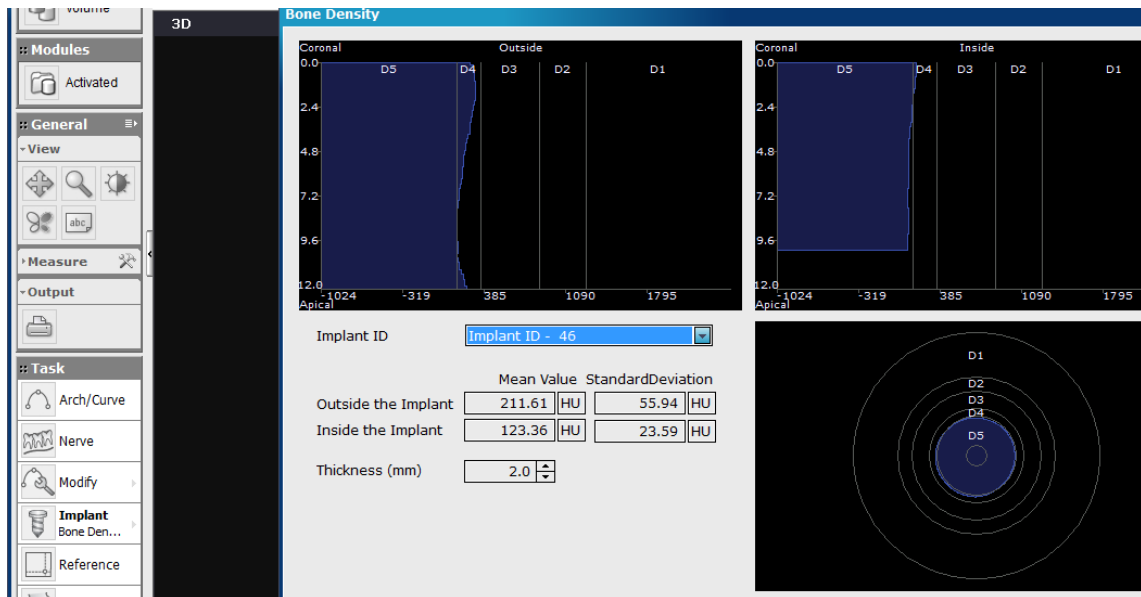 Volume
Modules
Activated
General
View
abc
Measure
Output
Task
Arch/Curve
Nerve
Modify
Implant
Bone Den...
Reference
3D
Bone Density
Coronal Outside
0.0 D5 D4 D3 D2 D1
2.4
4.8
7.2
9.6
12.0
-1024 -319 385 1090 1795
Apical
Coronal Inside
0.0 D5 D4 D3 D2 D1
2.4
4.8
7.2
9.6
12.0
-1024 -319 385 1090 1795
Apical
Implant ID Implant ID - 46
Mean Value StandardDeviation
Outside the Implant 211.61 HU 55.94 HU
Inside the Implant 123.36 HU 23.59 HU
Thickness (mm) 2.0
D1
D2
D3
D4
D5